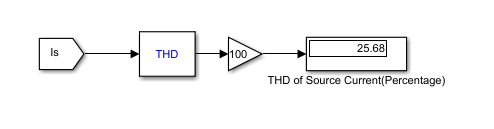 Is
THD
100
25.68
THD of Source Current(Percentage)